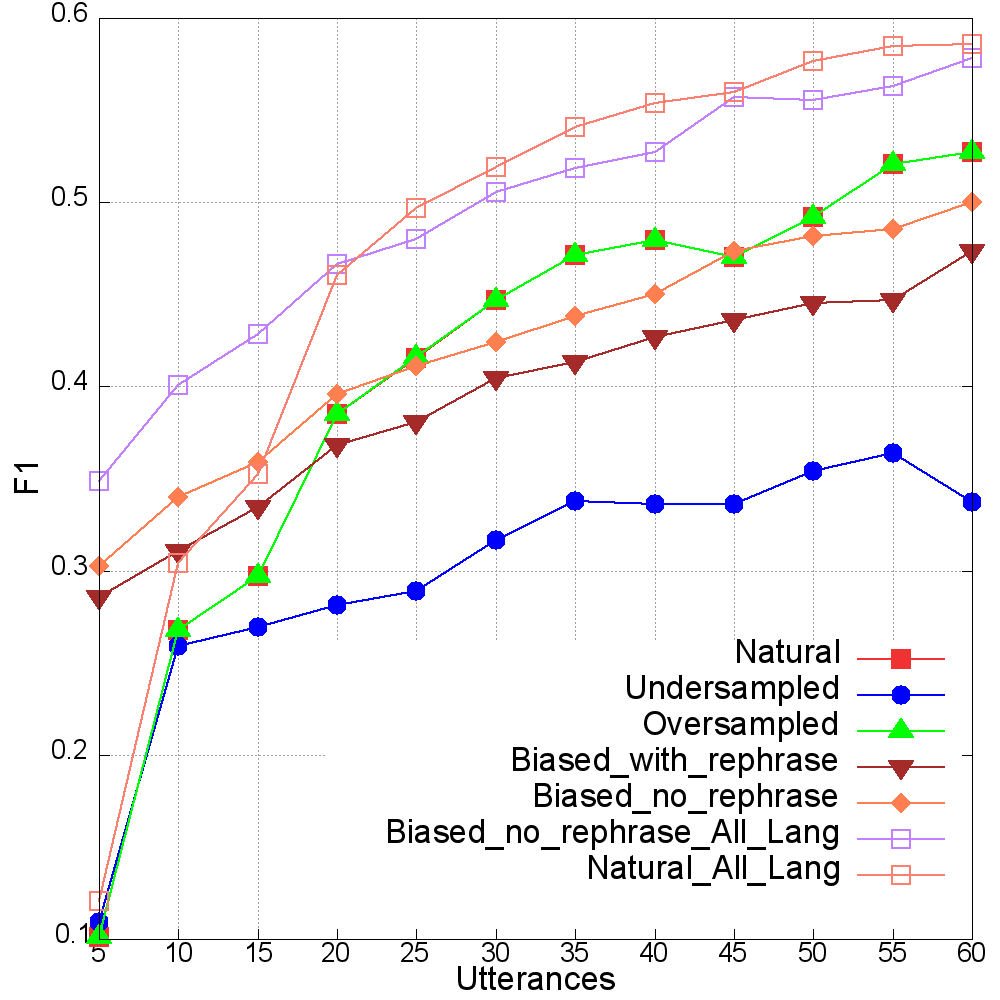 0.6
0.5
0.4
0.3
0.2
0.1
F1
Natural
Undersampled
Oversampled
Biased_with_rephrase
Biased_no_rephrase
Biased_no_rephrase_All_Lang
Natural_All_Lang
5 10 15 20 25 30 35 40 45 50 55 60
Utterances